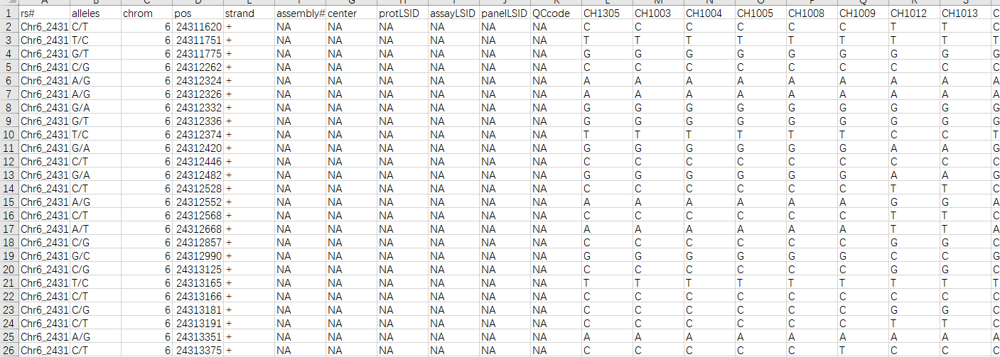 A B C D E F G H I J K L M N O P Q R S
1 rs# alleles chrom pos strand assembly# center protLSID assayLSID panelLSID QCcode CH1305 CH1003 CH1004 CH1005 CH1008 CH1009 CH1012 CH1013 C
2 Chr6_2431 C/T 6 24311620 + NA NA NA NA NA NA C C C C C C T T C
3 Chr6_2431 T/C 6 24311751 + NA NA NA NA NA NA T T T T T T T T T
4 Chr6_2431 G/T 6 24311775 + NA NA NA NA NA NA G G G G G G G G G
5 Chr6_2431 C/G 6 24312262 + NA NA NA NA NA NA C C C C C C C C C
6 Chr6_2431 A/G 6 24312324 + NA NA NA NA NA NA A A A A A A A A A
7 Chr6_2431 A/G 6 24312326 + NA NA NA NA NA NA A A A A A A A A A
8 Chr6_2431 G/A 6 24312332 + NA NA NA NA NA NA G G G G G G G G G
9 Chr6_2431 G/T 6 24312336 + NA NA NA NA NA NA G G G G G G G G G
10 Chr6_2431 T/C 6 24312374 + NA NA NA NA NA NA T T T T T T C C T
11 Chr6_2431 G/A 6 24312420 + NA NA NA NA NA NA G G G G G G A A G
12 Chr6_2431 C/T 6 24312446 + NA NA NA NA NA NA C C C C C C C C C
13 Chr6_2431 G/A 6 24312482 + NA NA NA NA NA NA G G G G G G A A G
14 Chr6_2431 C/T 6 24312528 + NA NA NA NA NA NA C C C C C C T T C
15 Chr6_2431 A/G 6 24312552 + NA NA NA NA NA NA A A A A A A G G A
16 Chr6_2431 C/T 6 24312568 + NA NA NA NA NA NA C C C C C C T T C
17 Chr6_2431 A/T 6 24312668 + NA NA NA NA NA NA A A A A A A T T A
18 Chr6_2431 C/G 6 24312857 + NA NA NA NA NA NA C C C C C C G G C
19 Chr6_2431 G/C 6 24312990 + NA NA NA NA NA NA G G G G G G C C G
20 Chr6_2431 C/G 6 24313125 + NA NA NA NA NA NA C C C C C C G G C
21 Chr6_2431 T/C 6 24313165 + NA NA NA NA NA NA T T T T T T T T T
22 Chr6_2431 C/T 6 24313166 + NA NA NA NA NA NA C C C C C C C C C
23 Chr6_2431 C/G 6 24313181 + NA NA NA NA NA NA C C C C C C G G C
24 Chr6_2431 C/T 6 24313191 + NA NA NA NA NA NA C C C C C C T T C
25 Chr6_2431 A/G 6 24313351 + NA NA NA NA NA NA A A A A A A A A A
26 Chr6_2431 C/T 6 24313375 + NA NA NA NA NA NA C C C C C T C C C